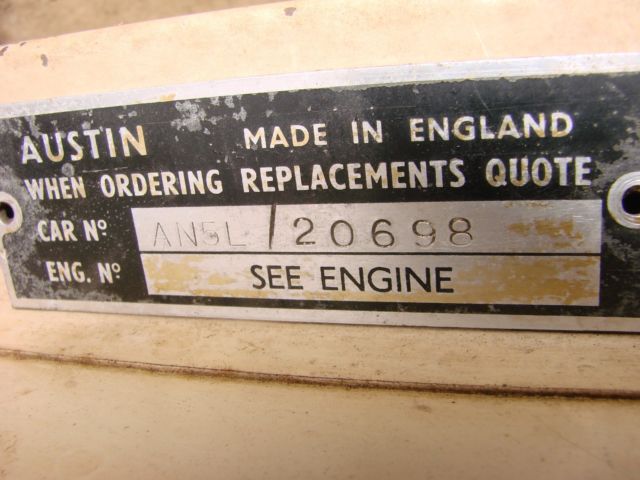 AUSTIN MADE IN ENGLAND
WHEN ORDERING REPLACEMENTS QUOTE
CAR Nº AN5L/20698
ENG. Nº SEE ENGINE